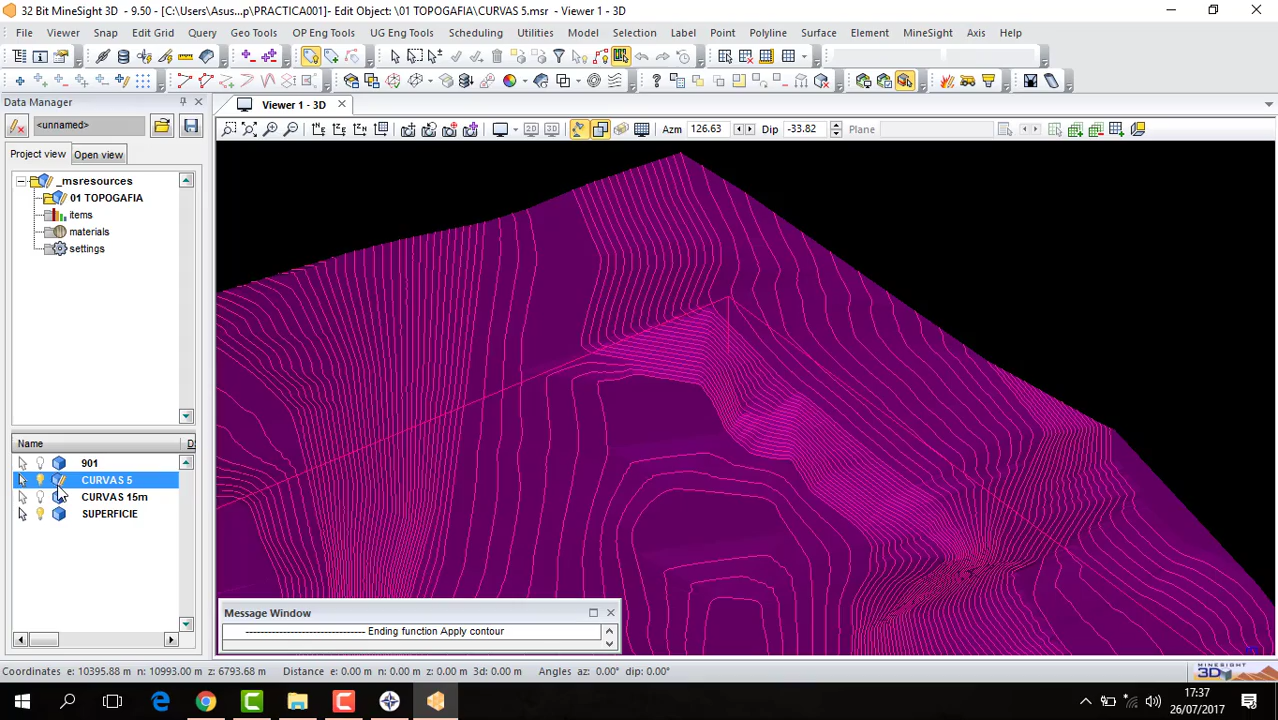 32 Bit MineSight 3D - 9.50 - [C:\Users\Asus...p\PRACTICA001]- Edit Object: \01 TOPOGAFIA\CURVAS 5.msr - Viewer 1 - 3D
File Viewer Snap Edit Grid Query Geo Tools OP Eng Tools UG Eng Tools Scheduling Utilities Model Selection Label Point Polyline Surface Element MineSight Axis Help
Data Manager
Viewer 1 - 3D
<unnamed>
2D 3D Azm 126.63 Dip -33.82 Plane
Project view Open view
_msresources
01 TOPOGAFIA
items
materials
settings
Name D
901
CURVAS 5
CURVAS 15m
SUPERFICIE
Message Window
-------------------------------- Ending function Apply contour
Coordinates e: 10395.88 m n: 10993.00 m z: 6793.68 m Distance e: 0.00 m n: 0.00 m z: 0.00 m 3d: 0.00 m Angles az: 0.00° dip: 0.00°
MINESIGHT 3D
17:37
26/07/2017